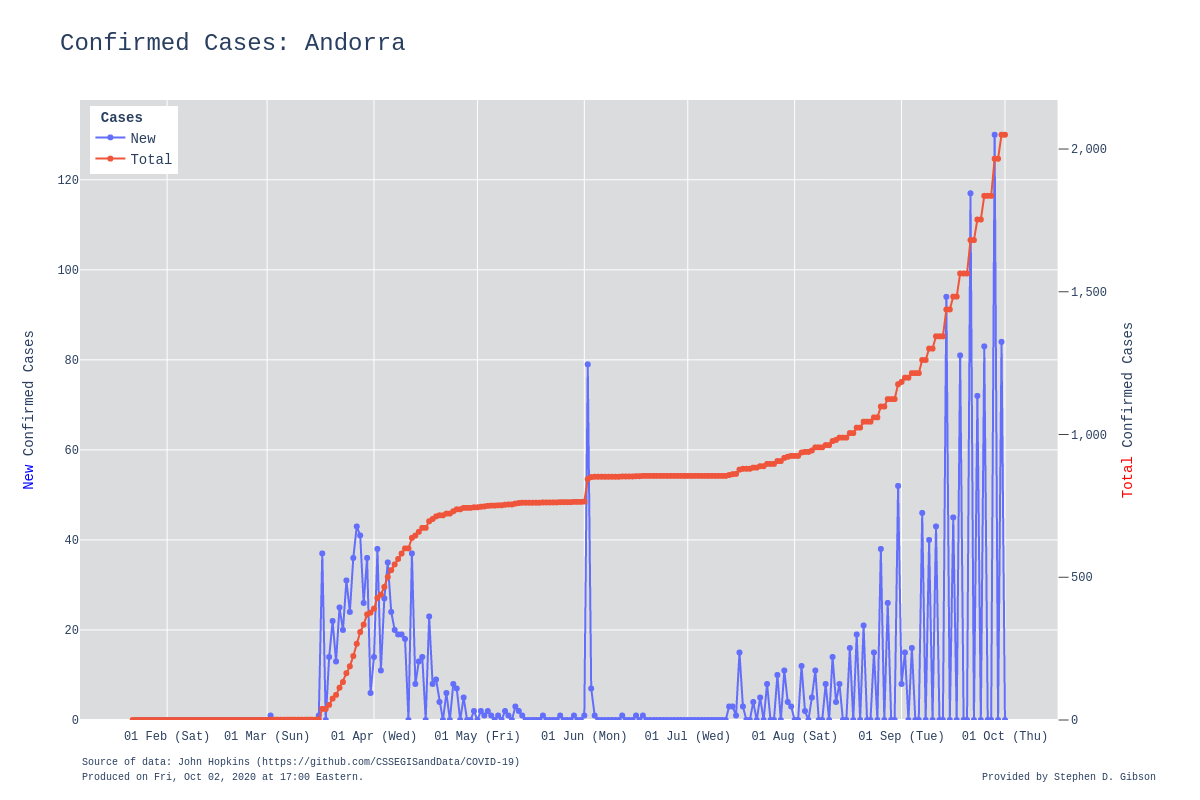 Confirmed Cases: Andorra
Cases
New
Total
120
100
80
60
40
20
0
2,000
1,500
1,000
500
0
New Confirmed Cases
Total Confirmed Cases
01 Feb (Sat)
01 Mar (Sun)
01 Apr (Wed)
01 May (Fri)
01 Jun (Mon)
01 Jul (Wed)
01 Aug (Sat)
01 Sep (Tue)
01 Oct (Thu)
Source of data: John Hopkins (https://github.com/CSSEGISandData/COVID-19)
Produced on Fri, Oct 02, 2020 at 17:00 Eastern.
Provided by Stephen D. Gibson